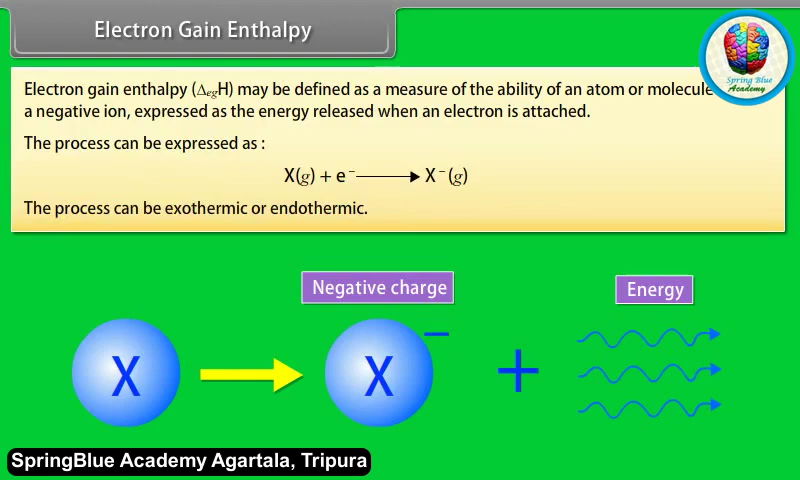 Electron Gain Enthalpy
Spring Blue
Academy
Electron gain enthalpy (ΔegH) may be defined as a measure of the ability of an atom or molecule
a negative ion, expressed as the energy released when an electron is attached.
The process can be expressed as :
X(g) + e⁻ ⟶ X⁻(g)
The process can be exothermic or endothermic.
Negative charge
Energy
X
X
−
+
SpringBlue Academy Agartala, Tripura